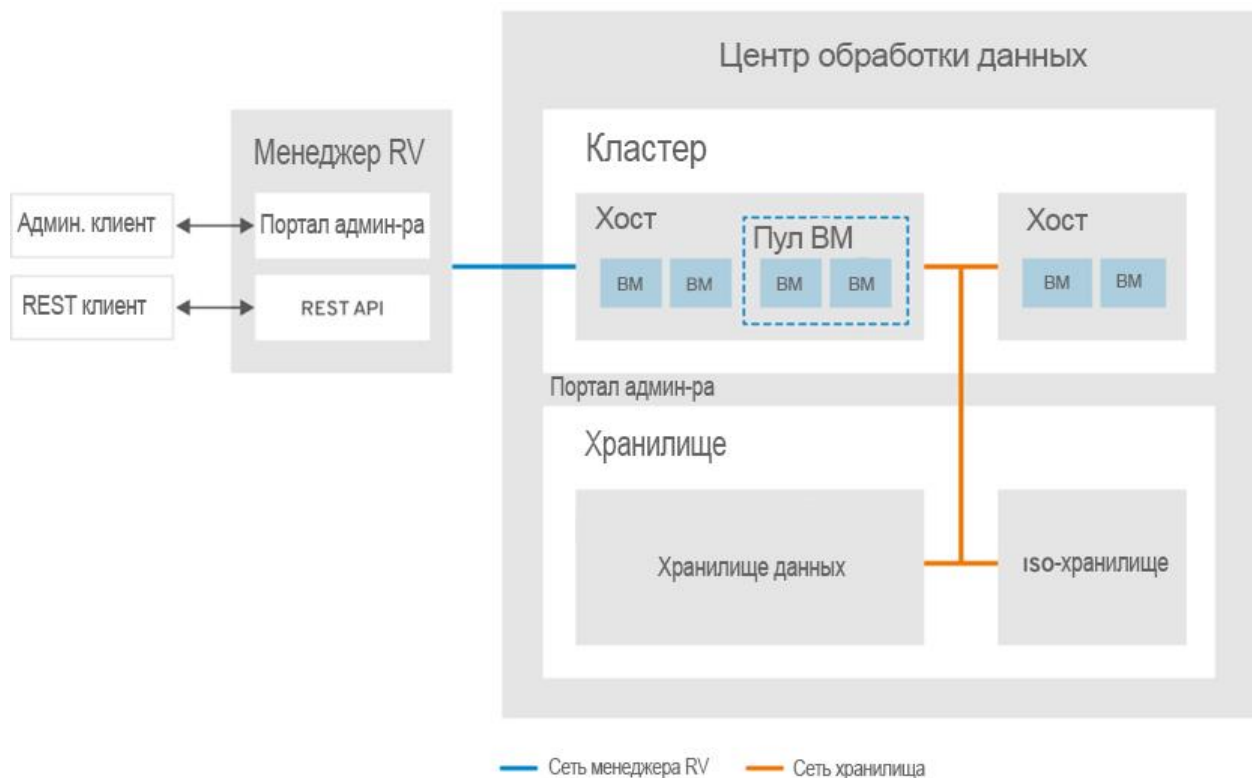 Центр обработки данных
Менеджер RV
Кластер
Админ. клиент
Портал админ-ра
Хост
Пул ВМ
Хост
ВМ ВМ ВМ ВМ ВМ ВМ
REST клиент
REST API
Портал админ-ра
Хранилище
Хранилище данных
ISO-хранилище
Сеть менеджера RV
Сеть хранилища